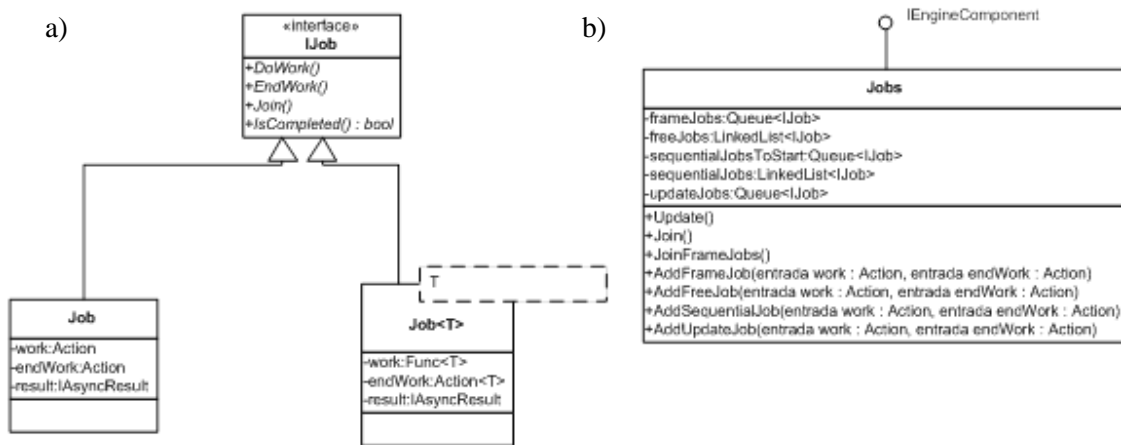 a)
«interface»
IJob
+DoWork()
+EndWork()
+Join()
+IsCompleted() : bool
Job
-work:Action
-endWork:Action
-result:IAsyncResult
T
Job<T>
-work:Func<T>
-endWork:Action<T>
-result:IAsyncResult
b)
IEngineComponent
Jobs
-frameJobs:Queue<IJob>
-freeJobs:LinkedList<IJob>
-sequentialJobsToStart:Queue<IJob>
-sequentialJobs:LinkedList<IJob>
-updateJobs:Queue<IJob>
+Update()
+Join()
+JoinFrameJobs()
+AddFrameJob(entrada work : Action, entrada endWork : Action)
+AddFreeJob(entrada work : Action, entrada endWork : Action)
+AddSequentialJob(entrada work : Action, entrada endWork : Action)
+AddUpdateJob(entrada work : Action, entrada endWork : Action)